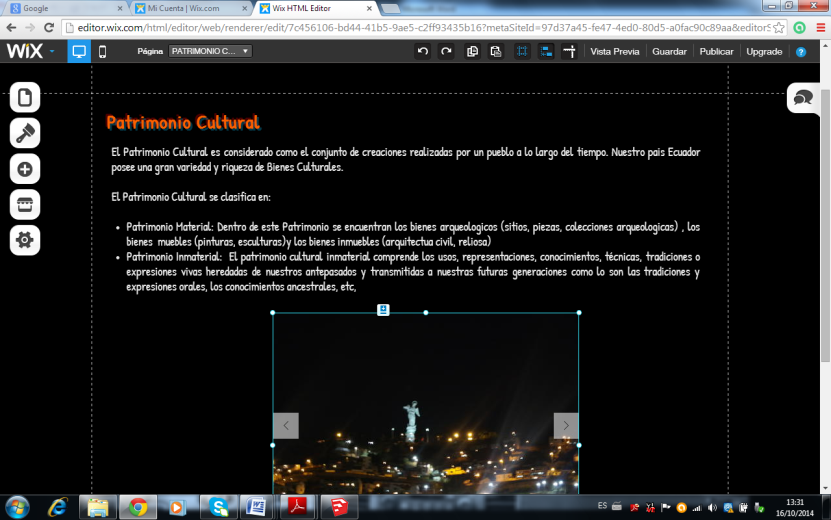 Google
Mi Cuenta | Wix.com
Wix HTML Editor
editor.wix.com/html/editor/web/renderer/edit/7c456106-bd44-41b5-9ae5-c2ff93435b16?metaSiteId=97d37a45-fe47-4ed0-80d5-a0fac90c89aa&editorS
WiX
Página
PATRIMONIO C...
Vista Previa
Guardar
Publicar
Upgrade
?
Patrimonio Cultural
El Patrimonio Cultural es considerado como el conjunto de creaciones realizadas por un pueblo a lo largo del tiempo. Nuestro pais Ecuador
posee una gran variedad y riqueza de Bienes Culturales.
El Patrimonio Cultural se clasifica en:
• Patrimonio Material: Dentro de este Patrimonio se encuentran los bienes arqueologicos (sitios, piezas, colecciones arqueologicas) , los
bienes muebles (pinturas, esculturas)y los bienes inmuebles (arquitectua civil, reliosa)
• Patrimonio Inmaterial: El patrimonio cultural inmaterial comprende los usos, representaciones, conocimientos, técnicas, tradiciones o
expresiones vivas heredadas de nuestros antepasados y transmitidas a nuestras futuras generaciones como lo son las tradiciones y
expresiones orales, los conocimientos ancestrales, etc,
ES
13:31
16/10/2014